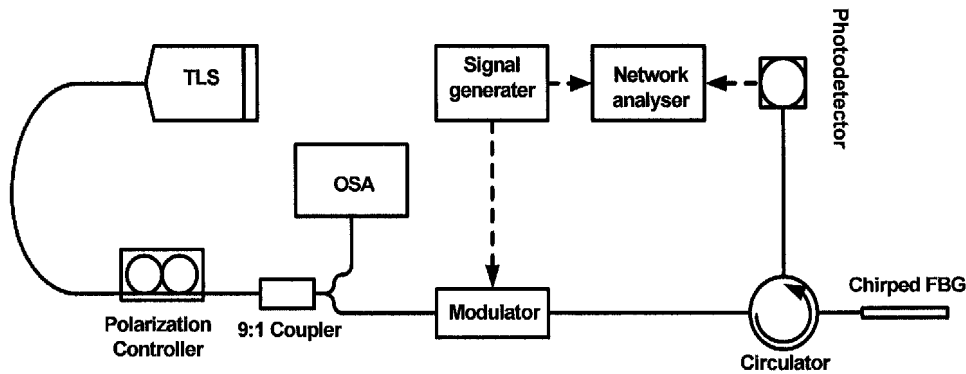 TLS
Signal
generater
Network
analyser
Photodetector
OSA
Polarization
Controller
9:1 Coupler
Modulator
Circulator
Chirped FBG